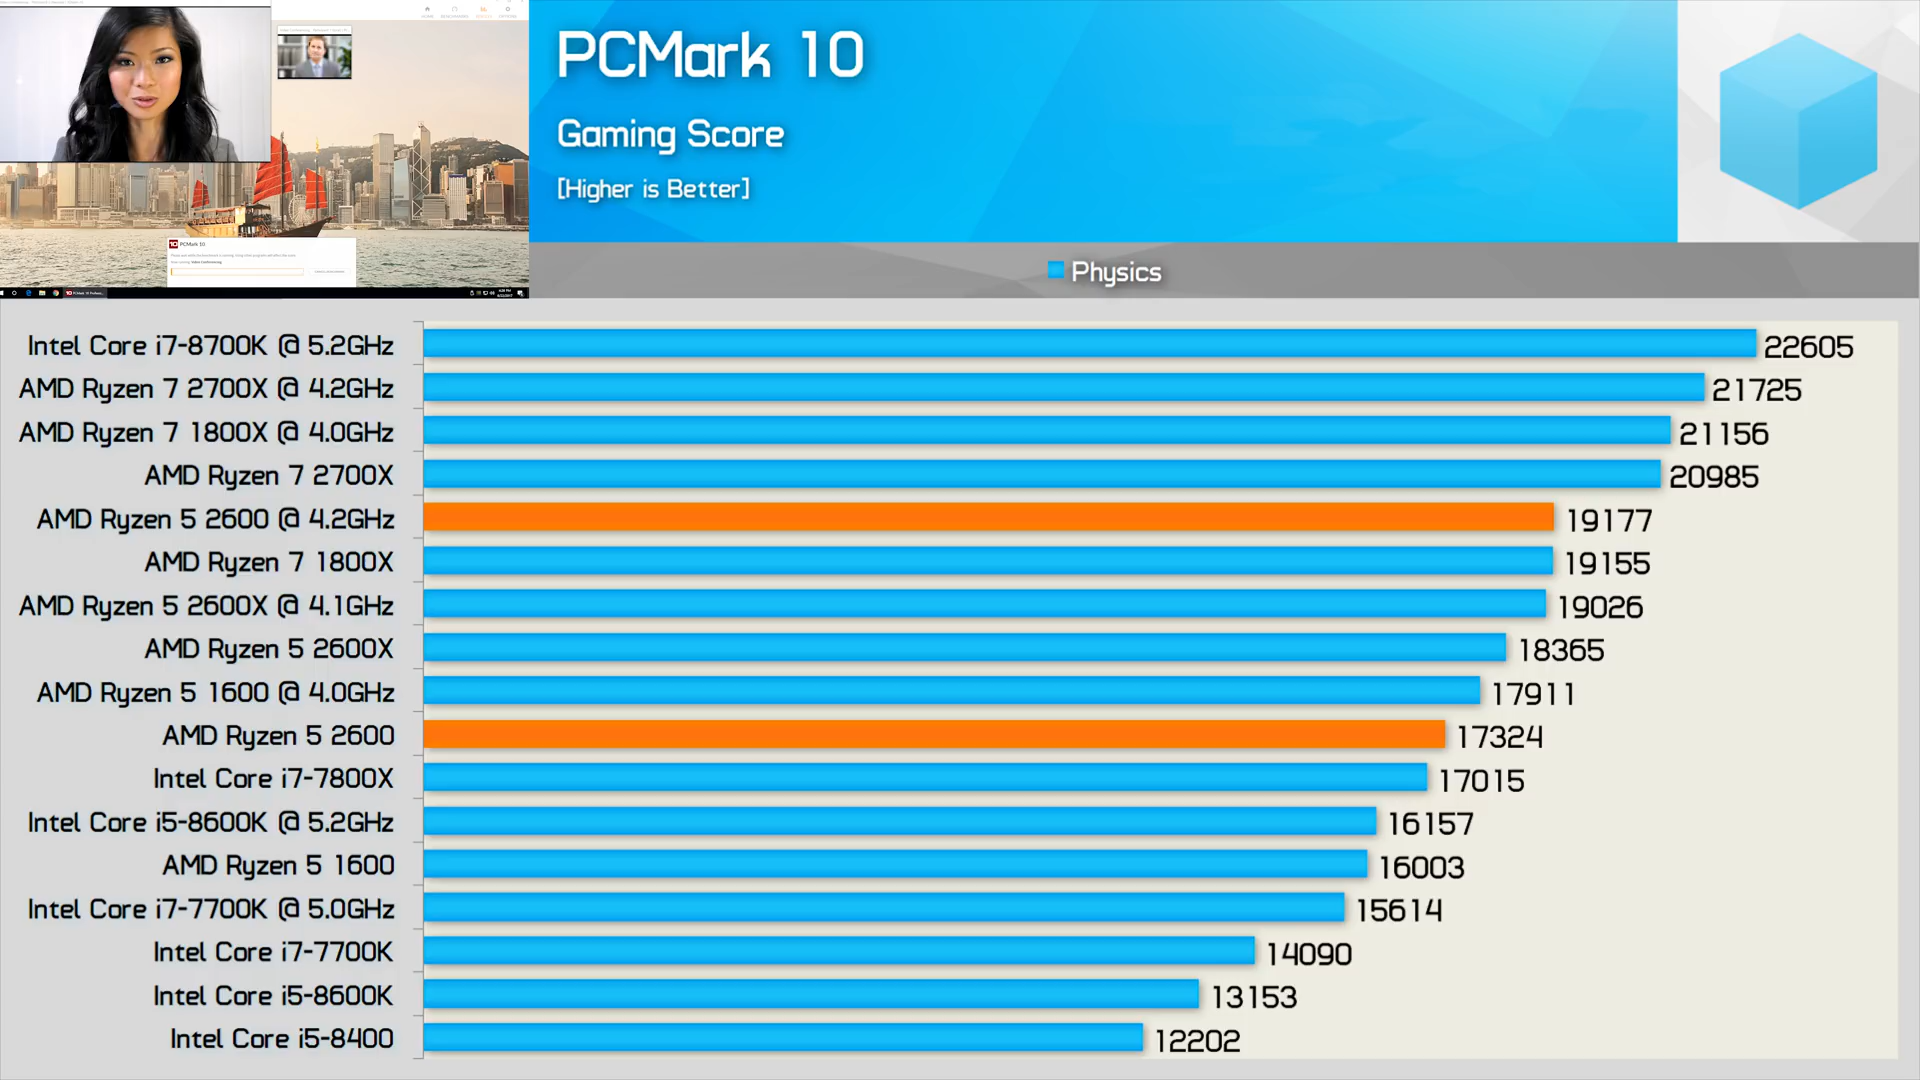 PCMark 10
Gaming Score
[Higher is Better]
PCMark 10
Physics
Intel Core i7-8700K @ 5.2GHz 22605
AMD Ryzen 7 2700X @ 4.2GHz 21725
AMD Ryzen 7 1800X @ 4.0GHz 21156
AMD Ryzen 7 2700X 20985
AMD Ryzen 5 2600 @ 4.2GHz 19177
AMD Ryzen 7 1800X 19155
AMD Ryzen 5 2600X @ 4.1GHz 19026
AMD Ryzen 5 2600X 18365
AMD Ryzen 5 1600 @ 4.0GHz 17911
AMD Ryzen 5 2600 17324
Intel Core i7-7800X 17015
Intel Core i5-8600K @ 5.2GHz 16157
AMD Ryzen 5 1600 16003
Intel Core i7-7700K @ 5.0GHz 15614
Intel Core i7-7700K 14090
Intel Core i5-8600K 13153
Intel Core i5-8400 12202